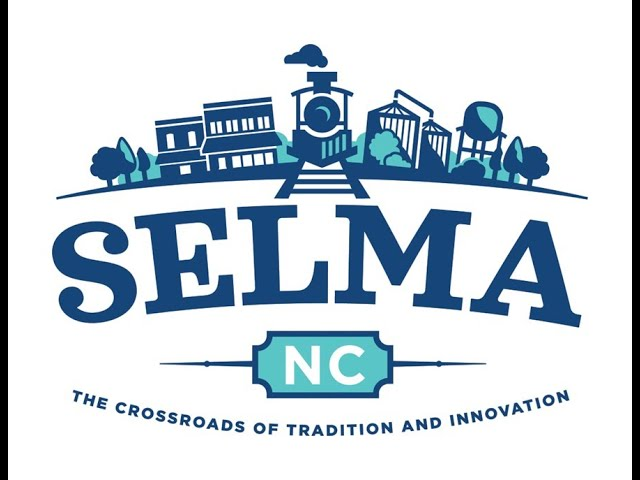 SELMA
NC
THE CROSSROADS OF TRADITION AND INNOVATION